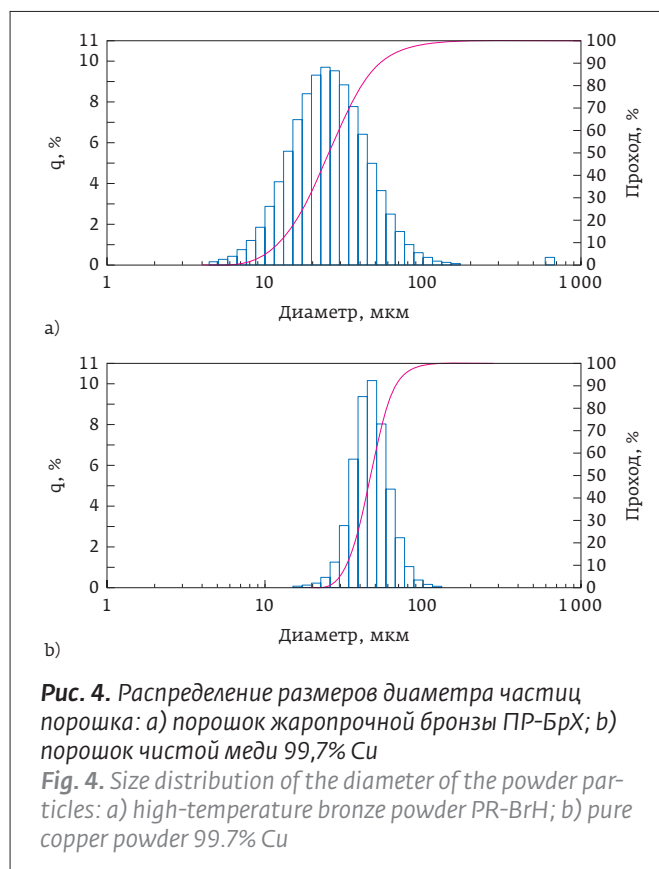 11
10
8
6
4
2
0
q, %
100
90
80
70
60
50
40
30
20
10
0
Проход, %
1 10 100 1 000
Диаметр, мкм
a)
11
10
8
6
4
2
0
q, %
100
90
80
70
60
50
40
30
20
10
0
Проход, %
1 10 100 1 000
Диаметр, мкм
b)
Рис. 4. Распределение размеров диаметра частиц
порошка: a) порошок жаропрочной бронзы ПР-БрХ; b)
порошок чистой меди 99,7% Cu
Fig. 4. Size distribution of the diameter of the powder par-
ticles: a) high-temperature bronze powder PR-BrH; b) pure
copper powder 99.7% Cu